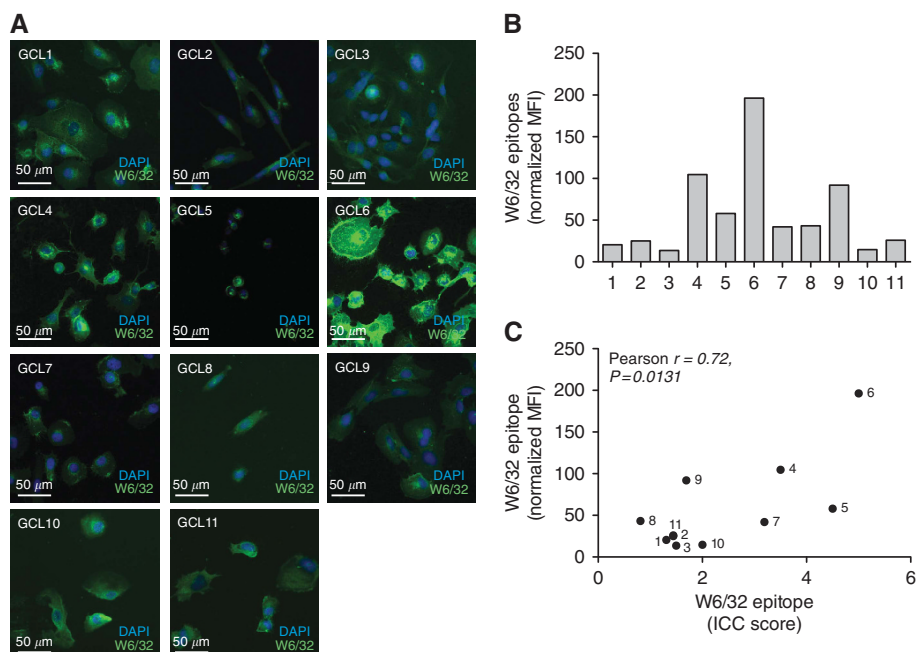 A
GCL1
DAPI
50 μm W6/32
GCL2
DAPI
50 μm W6/32
GCL3
DAPI
50 μm W6/32
GCL4
DAPI
50 μm W6/32
GCL5
DAPI
50 μm W6/32
GCL6
DAPI
50 μm W6/32
GCL7
DAPI
50 μm W6/32
GCL8
DAPI
50 μm W6/32
GCL9
DAPI
50 μm W6/32
GCL10
DAPI
50 μm W6/32
GCL11
DAPI
50 μm W6/32
B
W6/32 epitopes
(normalized MFI)
250
200
150
100
50
0
1 2 3 4 5 6 7 8 9 10 11
C
W6/32 epitope
(normalized MFI)
250
200
150
100
50
0
Pearson r = 0.72,
P=0.0131
6
4
9
5
8
7
11
2
1
3
10
0 2 4 6
W6/32 epitope
(ICC score)